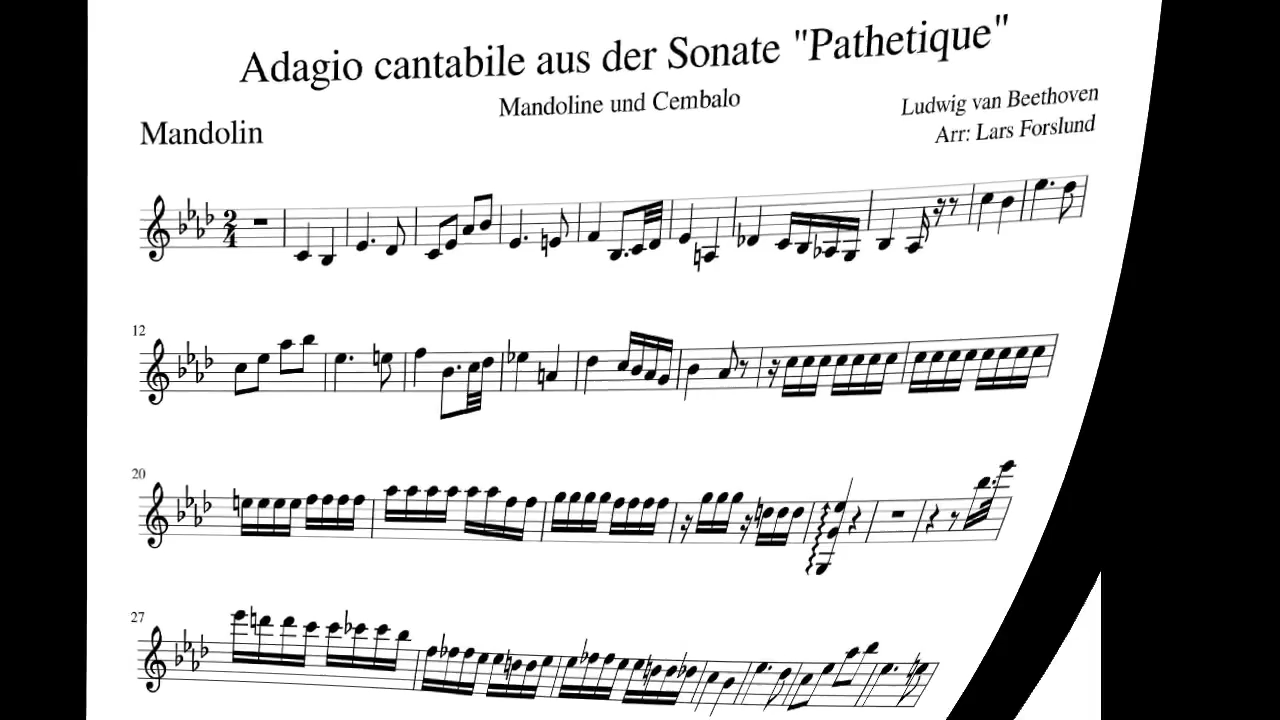 Adagio cantabile aus der Sonate "Pathetique"
Mandoline und Cembalo
Ludwig van Beethoven
Mandolin
Arr: Lars Forslund
2
4
12
20
27